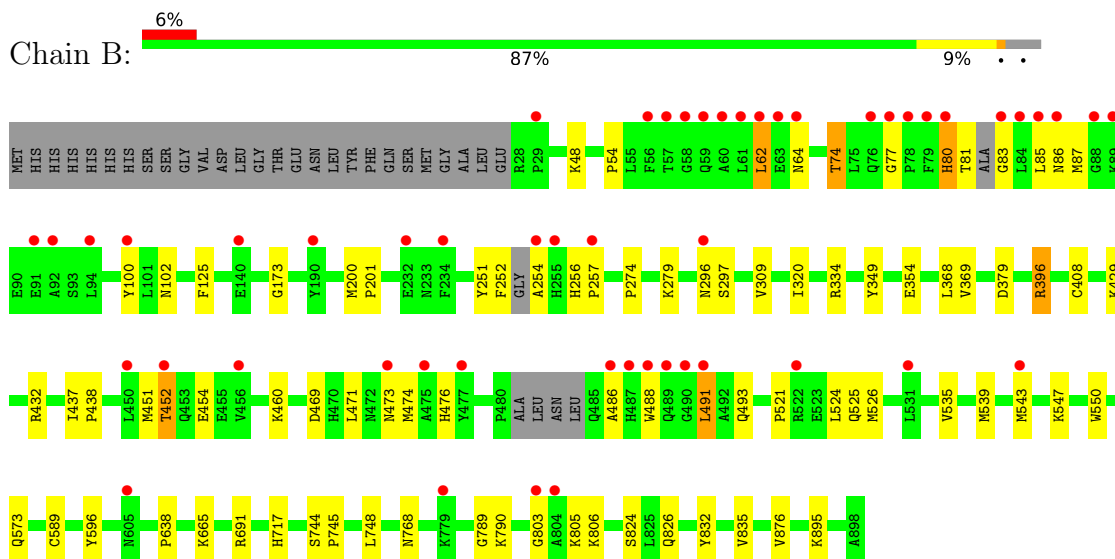 6%
Chain B:
87% 9% • •
MET HIS HIS HIS HIS HIS HIS SER SER GLY VAL ASP LEU GLY THR GLU ASN LEU TYR PHE GLN SER MET GLY ALA LEU GLU R28 P29 K48 P54 L55 F56 T57 G58 Q59 A60 L61 L62 E63 N64 T74 L75 Q76 G77 P78 F79 H80 T81 ALA G83 L84 L85 N86 M87 G88 K89
E90 E91 A92 S93 L94 Y100 L101 N102 F125 E140 G173 Y190 M200 P201 E232 N233 F234 Y251 F252 GLY A254 H255 H256 P257 P274 K279 N296 S297 V309 I320 R334 Y349 E354 L368 V369 D379 R396 C408 K429
R432 I437 P438 L450 M451 T452 Q453 E454 E455 V456 K460 D469 H470 L471 N472 N473 M474 A475 H476 Y477 P480 ALA LEU ASN LEU Q485 A486 H487 W488 Q489 G490 L491 A492 Q493 P521 R522 E523 L524 Q525 M526 L531 V535 M539 M543 K547 W550
Q573 C589 Y596 N605 P638 K665 R691 H717 S744 P745 L748 N768 K779 G789 K790 G803 A804 K805 K806 S824 L825 Q826 Y832 V835 V876 K895 A898